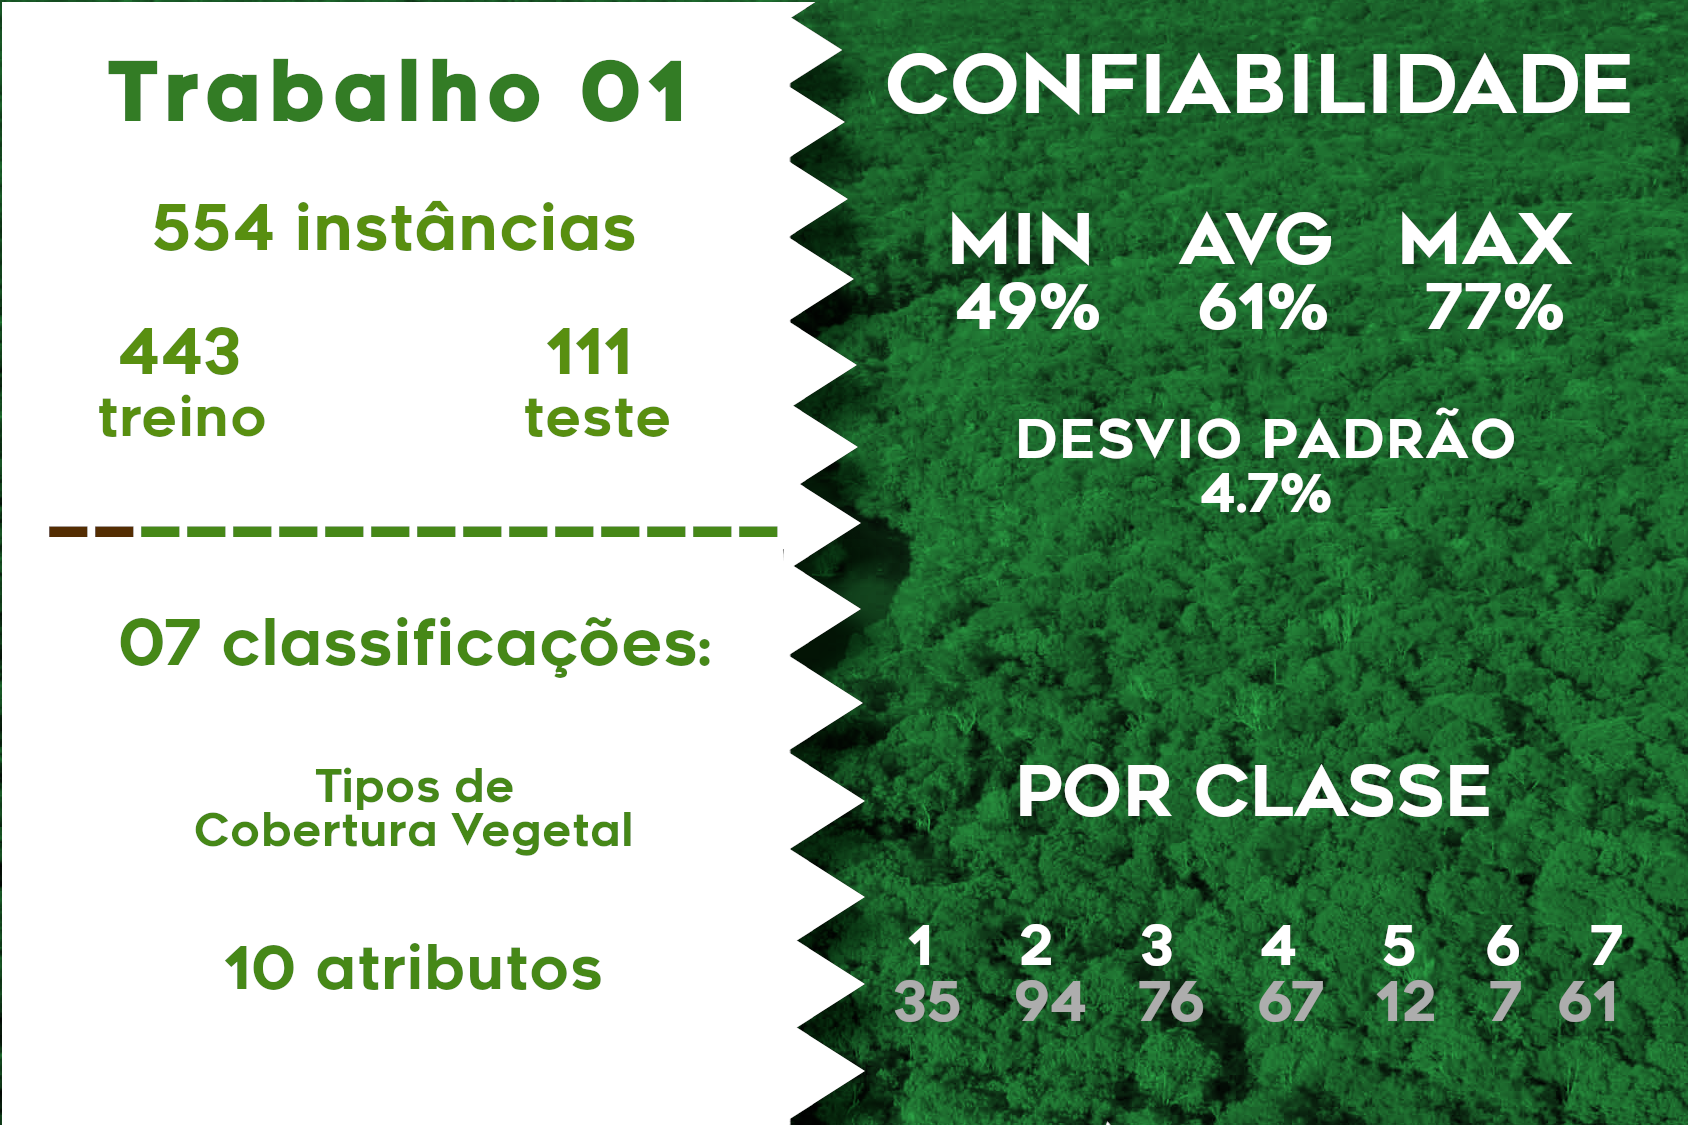 Trabalho 01
554 instâncias
443 111
treino teste
07 classificações:
Tipos de
Cobertura Vegetal
10 atributos
CONFIABILIDADE
MIN AVG MAX
49% 61% 77%
DESVIO PADRÃO
4.7%
POR CLASSE
1 2 3 4 5 6 7
35 94 76 67 12 7 61